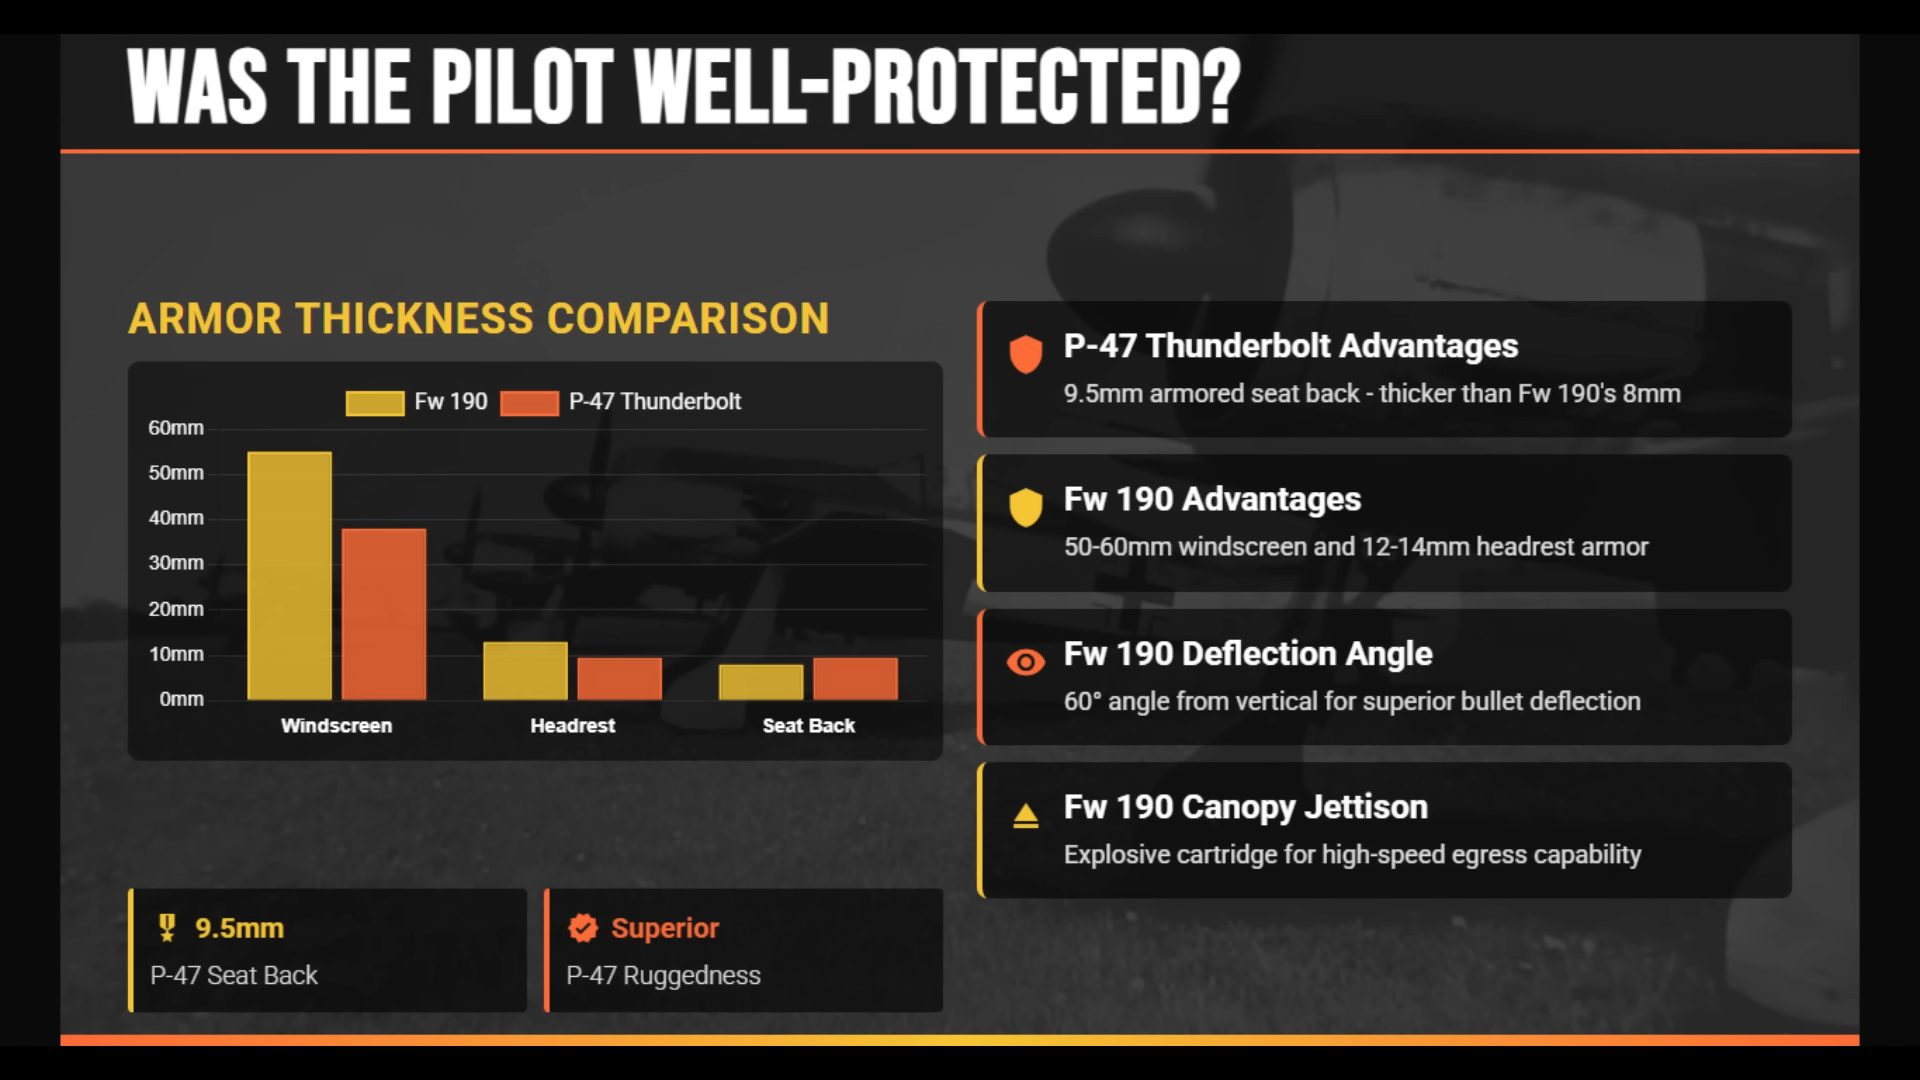 WAS THE PILOT WELL-PROTECTED?
ARMOR THICKNESS COMPARISON
Fw 190 P-47 Thunderbolt
60mm
50mm
40mm
30mm
20mm
10mm
0mm
Windscreen Headrest Seat Back
9.5mm
P-47 Seat Back
Superior
P-47 Ruggedness
P-47 Thunderbolt Advantages
9.5mm armored seat back - thicker than Fw 190's 8mm
Fw 190 Advantages
50-60mm windscreen and 12-14mm headrest armor
Fw 190 Deflection Angle
60° angle from vertical for superior bullet deflection
Fw 190 Canopy Jettison
Explosive cartridge for high-speed egress capability